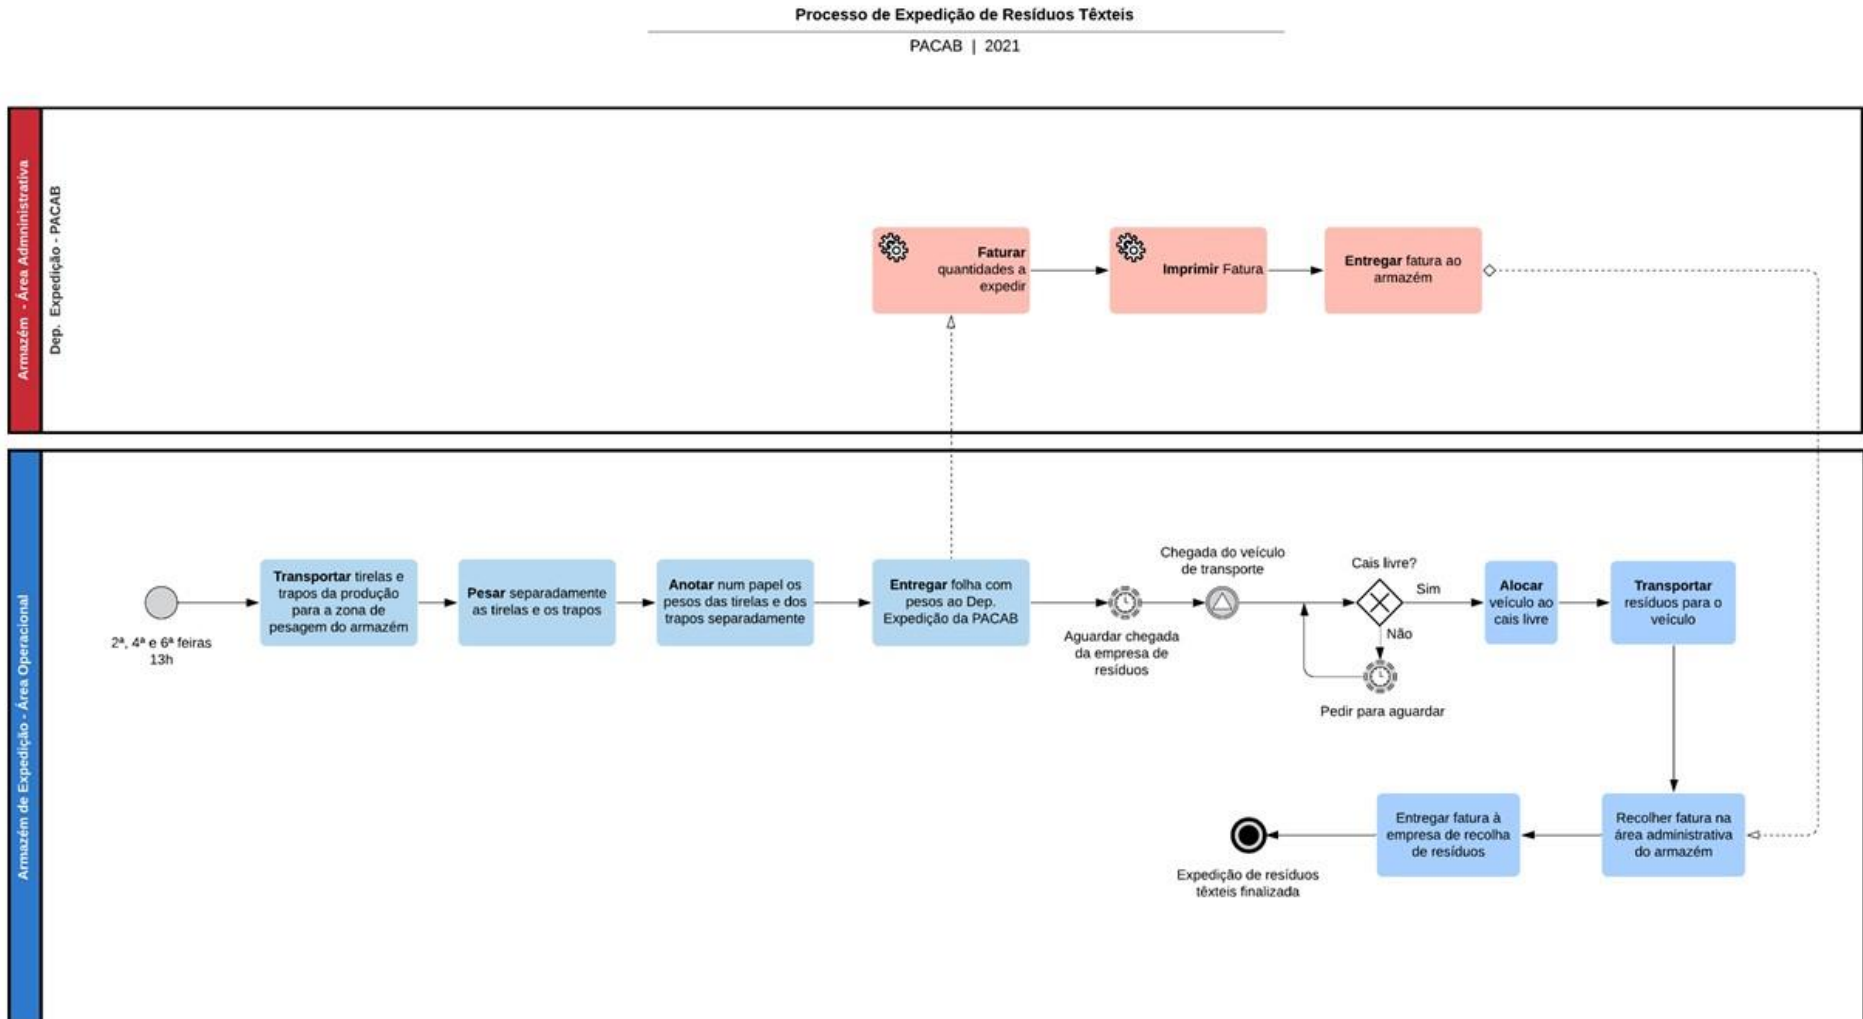 Processo de Expedição de Resíduos Têxteis
PACAB | 2021
Armazém - Área Admninistrativa
Dep. Expedição - PACAB
Faturar
quantidades a
expedir
Imprimir Fatura
Entregar fatura ao
armazém
Armazém de Expedição - Área Operacional
2ª, 4ª e 6ª feiras
13h
Transportar tirelas e
trapos da produção
para a zona de
pesagem do armazém
Pesar separadamente
as tirelas e os trapos
Anotar num papel os
pesos das tirelas e dos
trapos separadamente
Entregar folha com
pesos ao Dep.
Expedição da PACAB
Aguardar chegada
da empresa de
resíduos
Chegada do veículo
de transporte
Cais livre?
Sim
Não
Pedir para aguardar
Alocar
veículo ao
cais livre
Transportar
resíduos para o
veículo
Recolher fatura na
área administrativa
do armazém
Entregar fatura à
empresa de recolha
de resíduos
Expedição de resíduos
têxteis finalizada